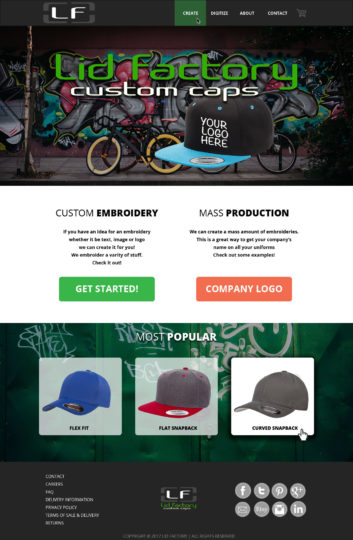 LF
CREATE DIGITIZE ABOUT CONTACT
Lid Factory
custom caps
YOUR
LOGO
HERE
CUSTOM EMBROIDERY
If you have an idea for an embroidery
whether it be text, image or logo
we can create it for you!
We embroider a varity of stuff.
Check it out!
GET STARTED!
MASS PRODUCTION
We can create a mass amount of embroideries.
This is a great way to get your company's
name on all your uniforms
Check out some examples!
COMPANY LOGO
MOST POPULAR
FLEX FIT
FLAT SNAPBACK
CURVED SNAPBACK
CONTACT
CAREERS
FAQ
DELIVERY INFORMATION
PRIVACY POLICY
TERMS OF SALE & DELIVERY
RETURNS
LF
Lid Factory
custom caps
COPYRIGHT © 2017 LID FACTORY | ALL RIGHTS RESERVED